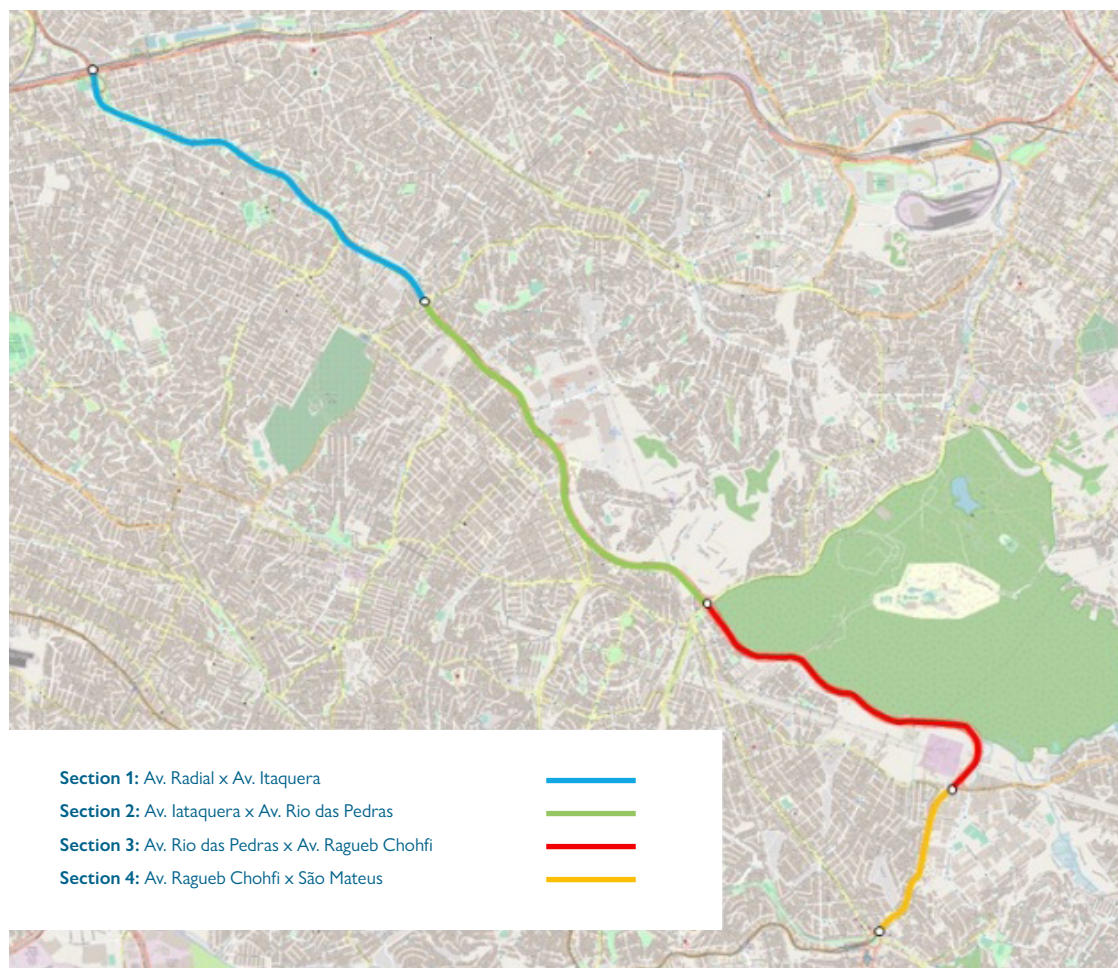 Section 1: Av. Radial x Av. Itaquera
Section 2: Av. Iataquera x Av. Rio das Pedras
Section 3: Av. Rio das Pedras x Av. Ragueb Chohfi
Section 4: Av. Ragueb Chohfi x São Mateus